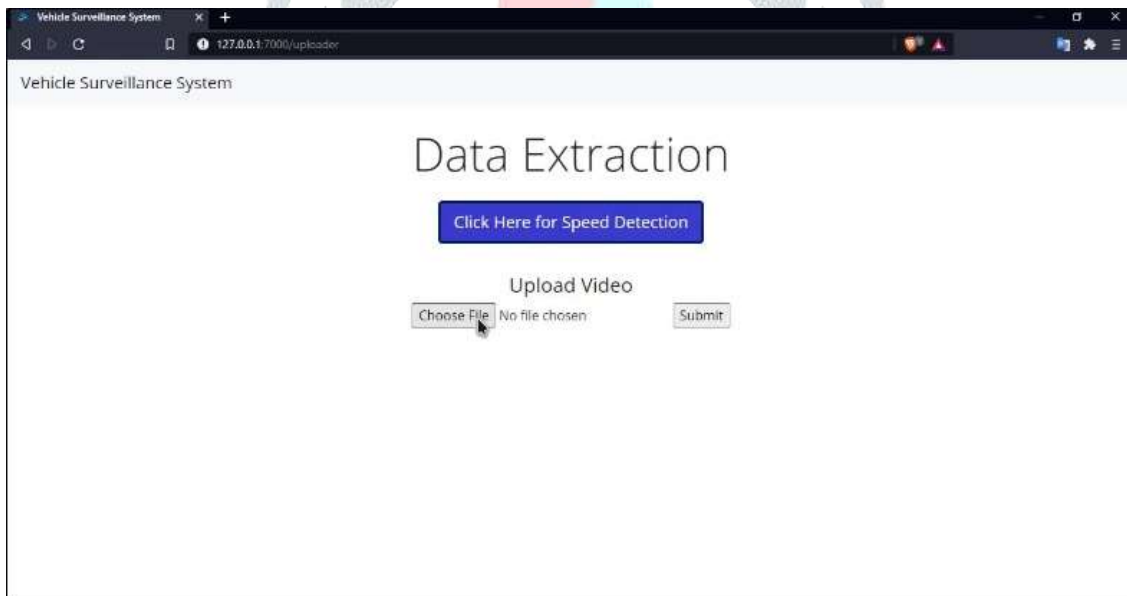 Vehicle Surveillance System
127.0.0.1:7000/uploader
Vehicle Surveillance System
Data Extraction
Click Here for Speed Detection
Upload Video
Choose File No file chosen Submit